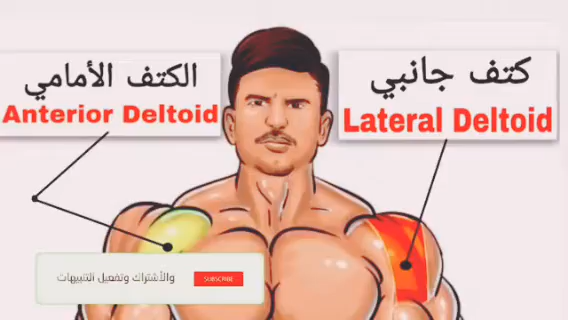 الكتف الأمامي
Anterior Deltoid
كتف جانبي
Lateral Deltoid
والأشتراك وتفعيل التنبيهات
SUBSCRIBE